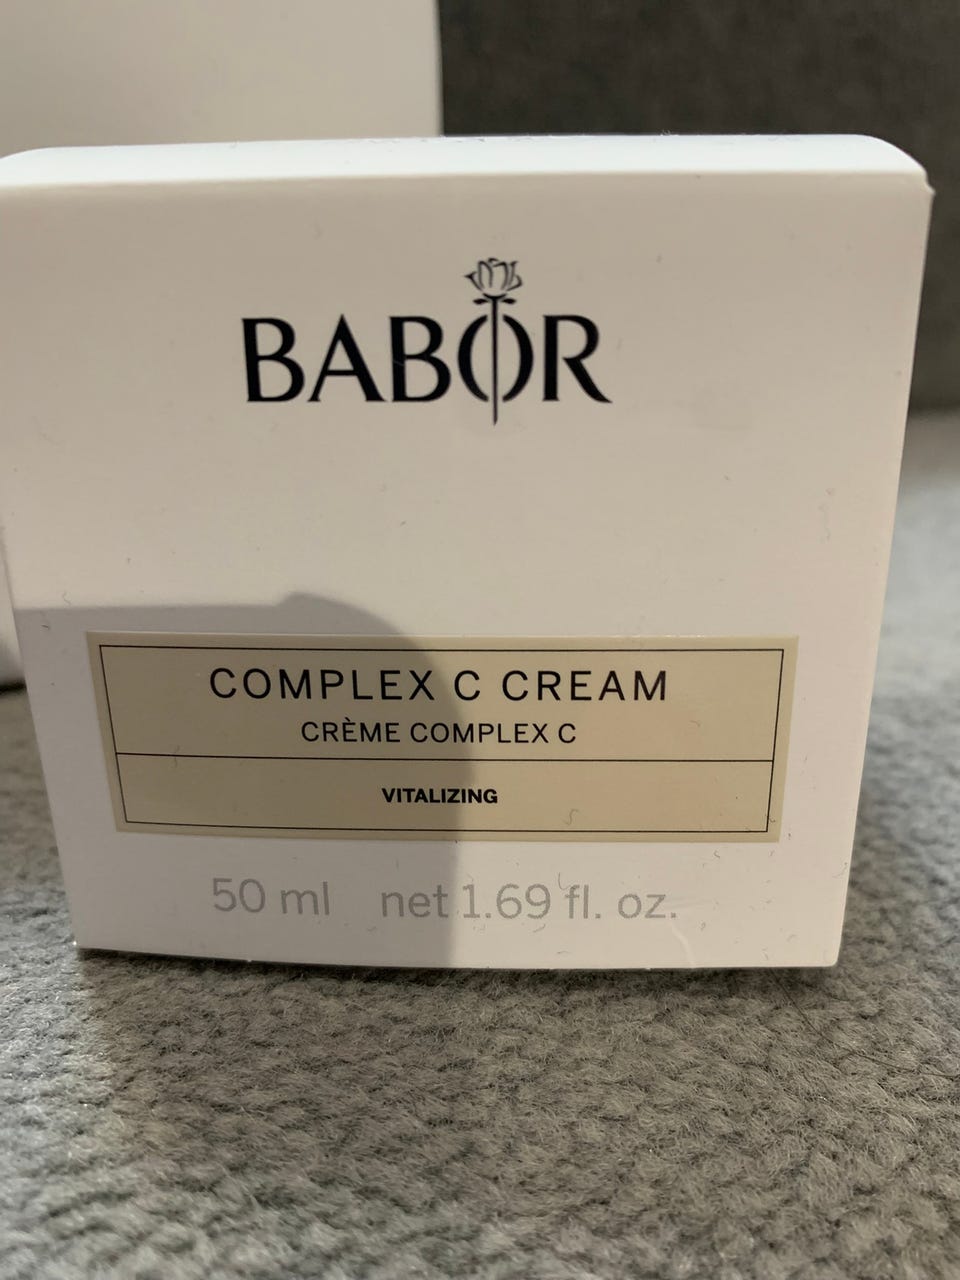 BABOR
COMPLEX C CREAM
CRÈME COMPLEX C
VITALIZING
50 ml net 1.69 fl. oz.